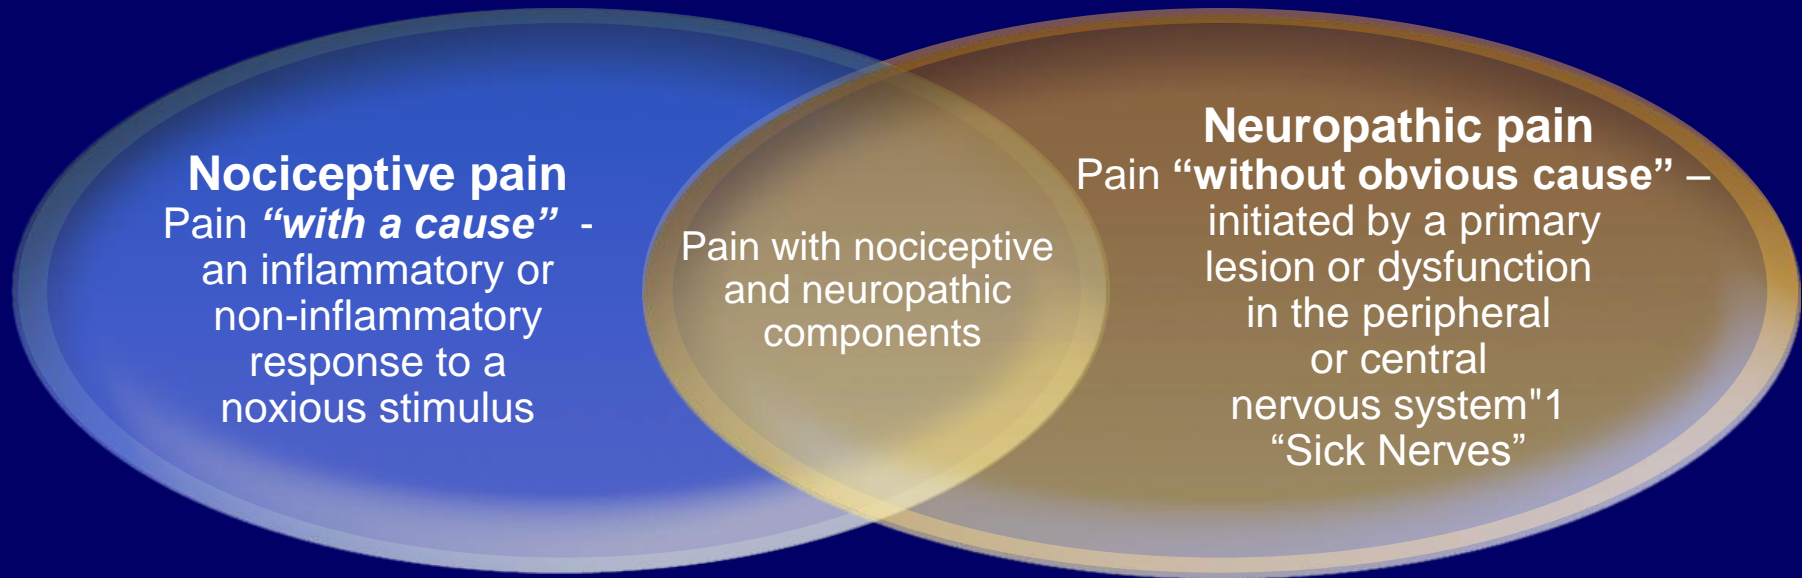 Nociceptive pain
Pain “with a cause” -
an inflammatory or
non-inflammatory
response to a
noxious stimulus
Pain with nociceptive
and neuropathic
components
Neuropathic pain
Pain “without obvious cause” –
initiated by a primary
lesion or dysfunction
in the peripheral
or central
nervous system"1
“Sick Nerves”